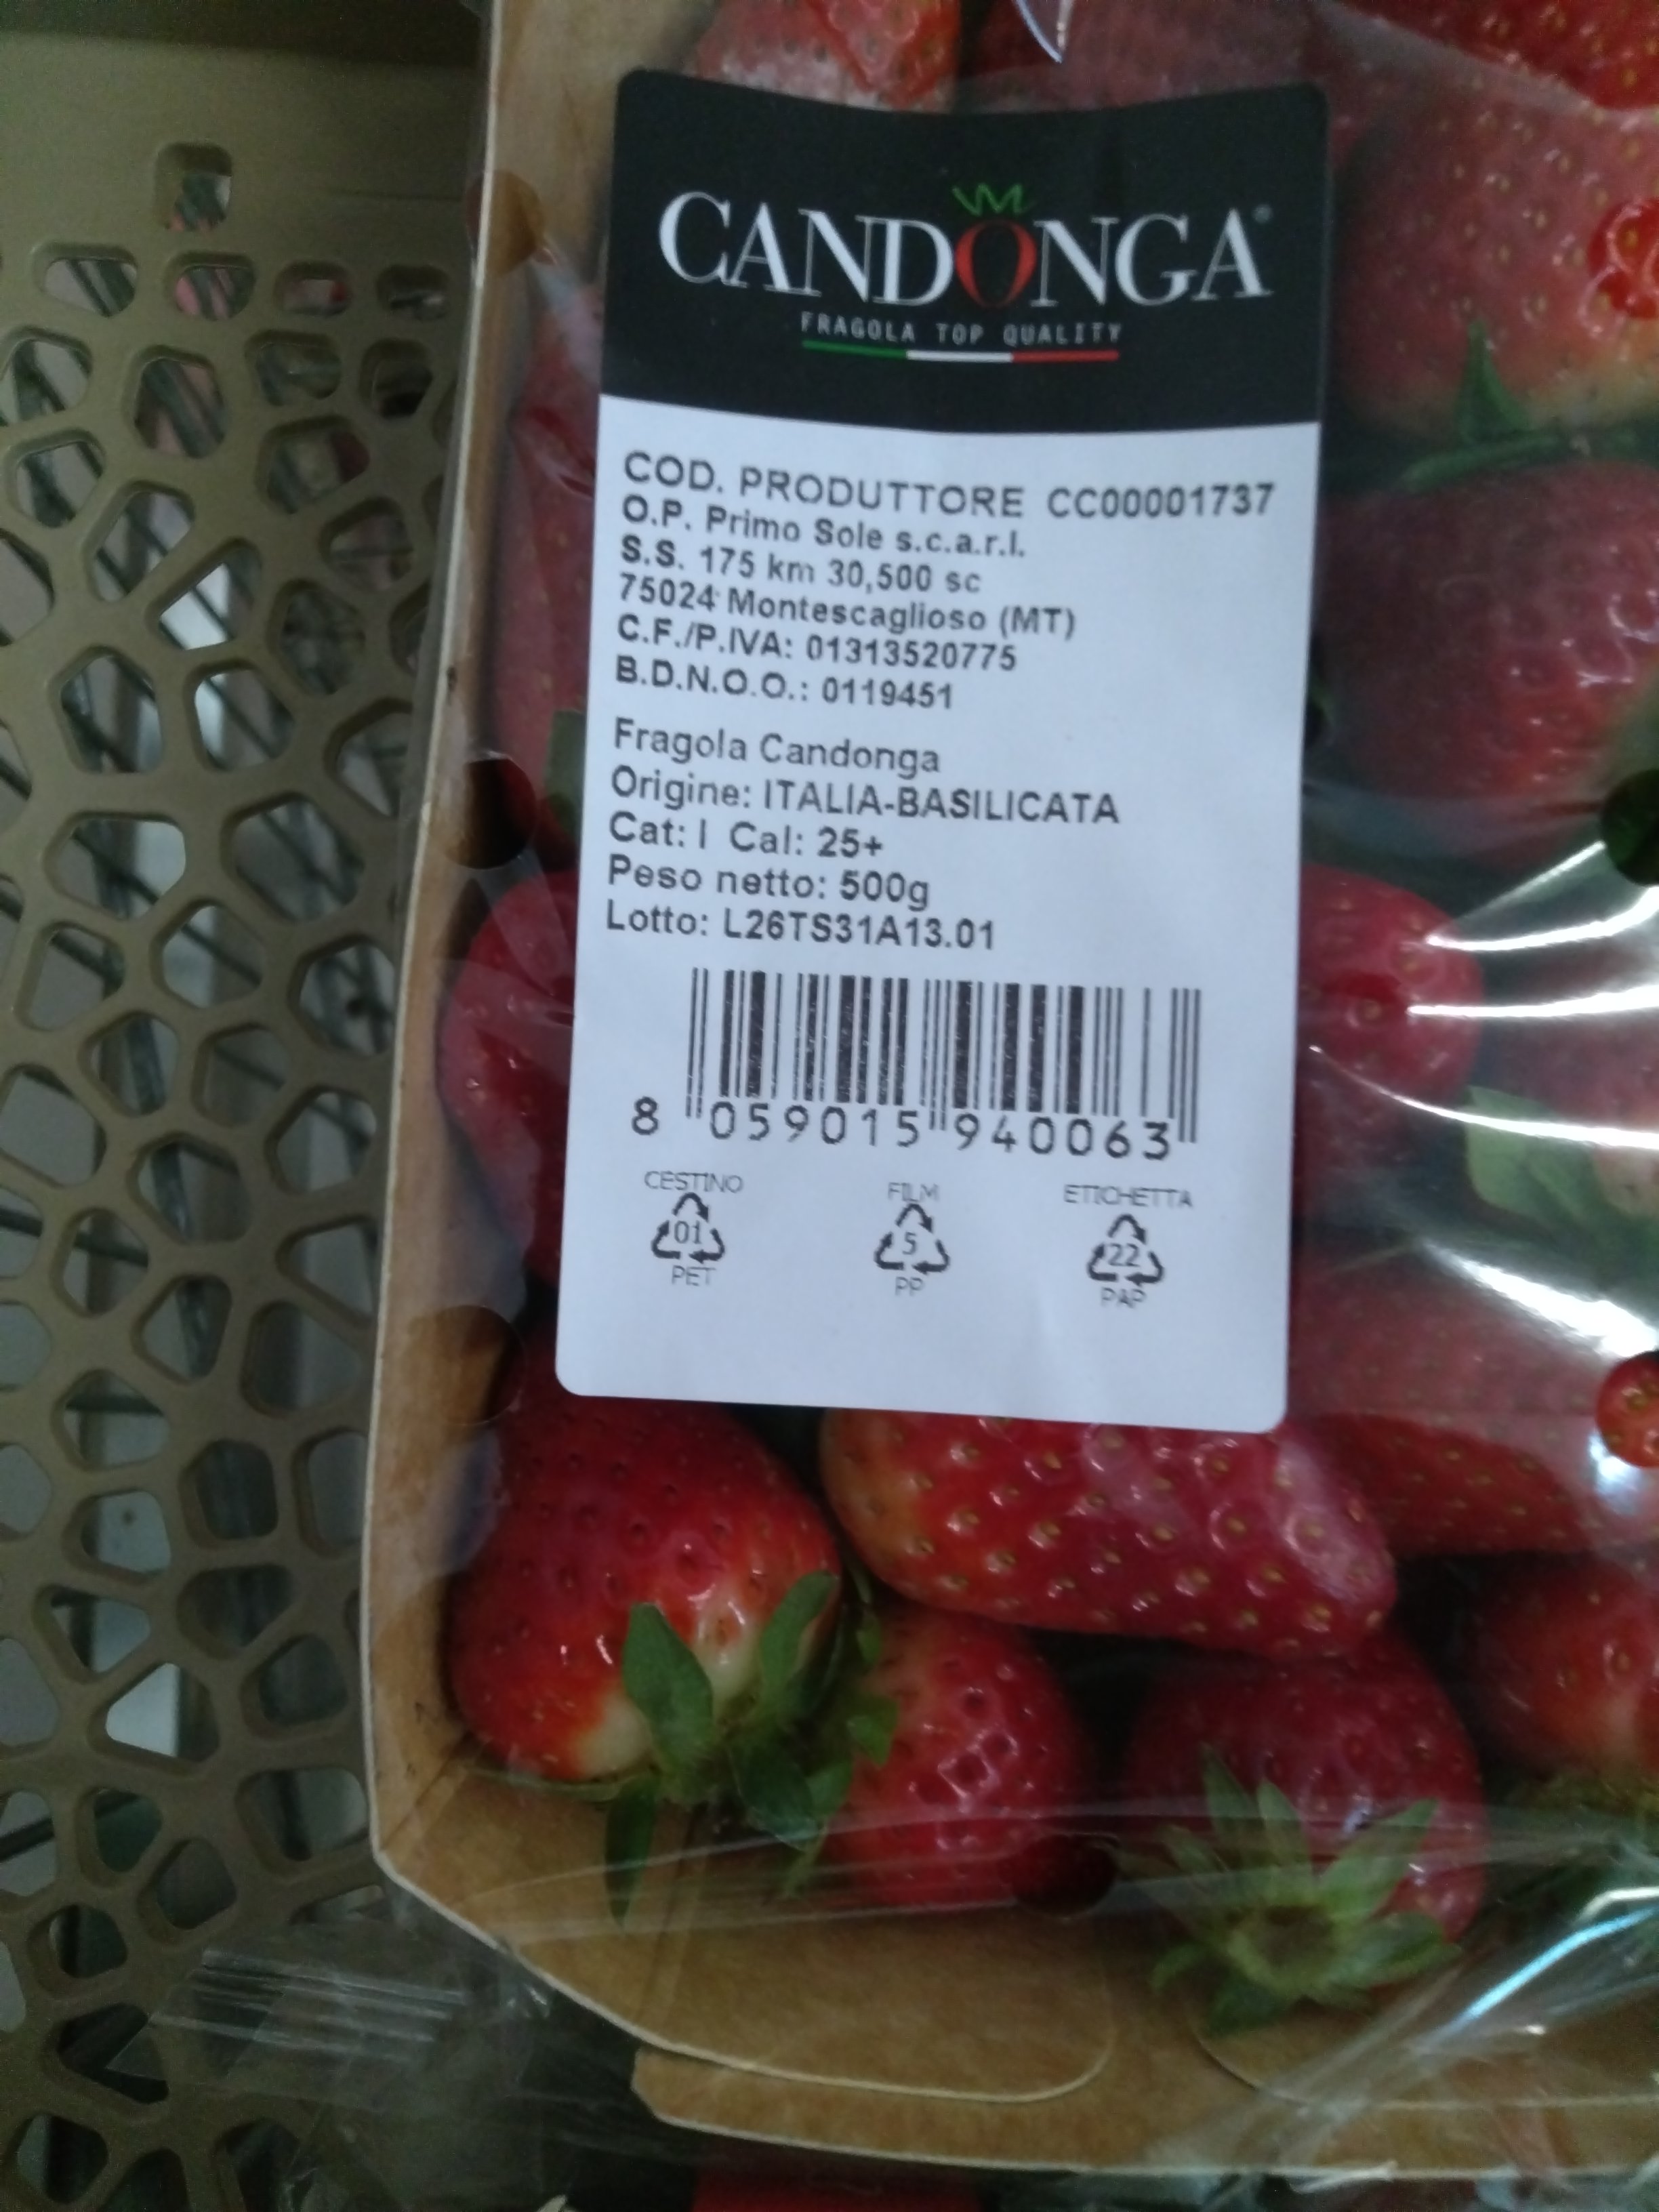 CANDONGA®
FRAGOLA TOP QUALITY
COD. PRODUTTORE CC00001737
O.P. Primo Sole s.c.a.r.l.
S.S. 175 km 30,500 sc
75024 Montescaglioso (MT)
C.F./P.IVA: 01313520775
B.D.N.O.O.: 0119451
Fragola Candonga
Origine: ITALIA-BASILICATA
Cat: I Cal: 25+
Peso netto: 500g
Lotto: L26TS31A13.01
8 059015 940063
CESTINO FILM ETICHETTA
01 5 22
PET PP PAP